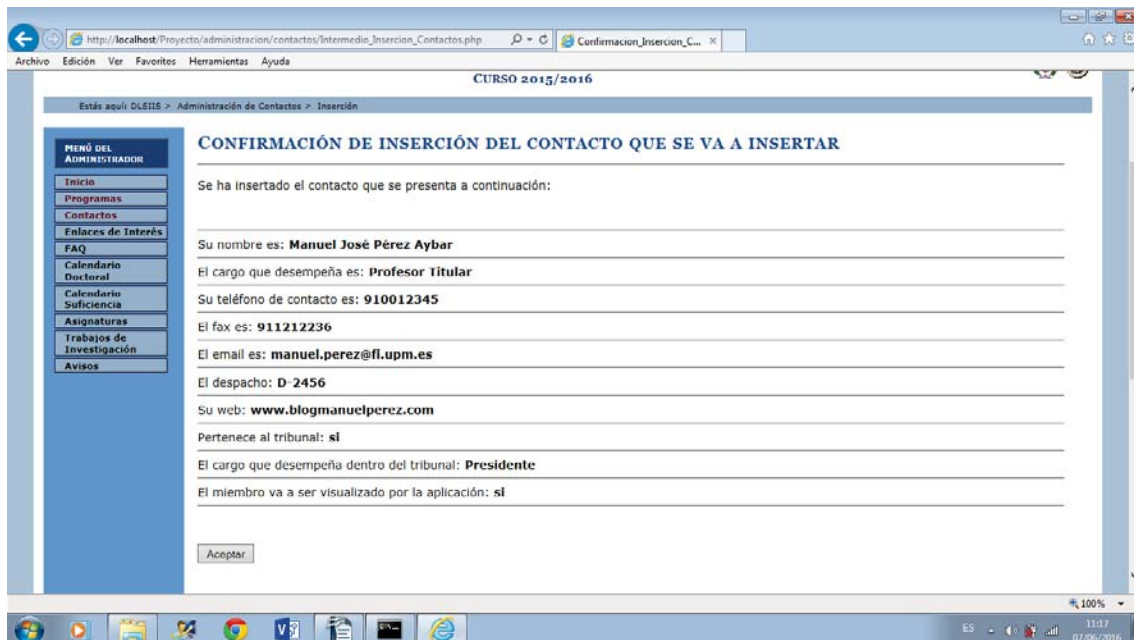 http://localhost/Proyecto/administracion/contactos/Intermedio_Insercion_Contactos.php
Confirmacion_Insercion_C...
Archivo Edición Ver Favoritos Herramientas Ayuda
CURSO 2015/2016
Estás aquí: DLSIIS > Administración de Contactos > Inserción
MENÚ DEL
ADMINISTRADOR
Inicio
Programas
Contactos
Enlaces de Interés
FAQ
Calendario
Doctoral
Calendario
Suficiencia
Asignaturas
Trabajos de
Investigación
Avisos
CONFIRMACIÓN DE INSERCIÓN DEL CONTACTO QUE SE VA A INSERTAR
Se ha insertado el contacto que se presenta a continuación:
Su nombre es: Manuel José Pérez Aybar
El cargo que desempeña es: Profesor Titular
Su teléfono de contacto es: 910012345
El fax es: 911212236
El email es: manuel.perez@fi.upm.es
El despacho: D-2456
Su web: www.blogmanuelperez.com
Pertenece al tribunal: si
El cargo que desempeña dentro del tribunal: Presidente
El miembro va a ser visualizado por la aplicación: si
Aceptar
100%
ES
11:17
07/06/2016